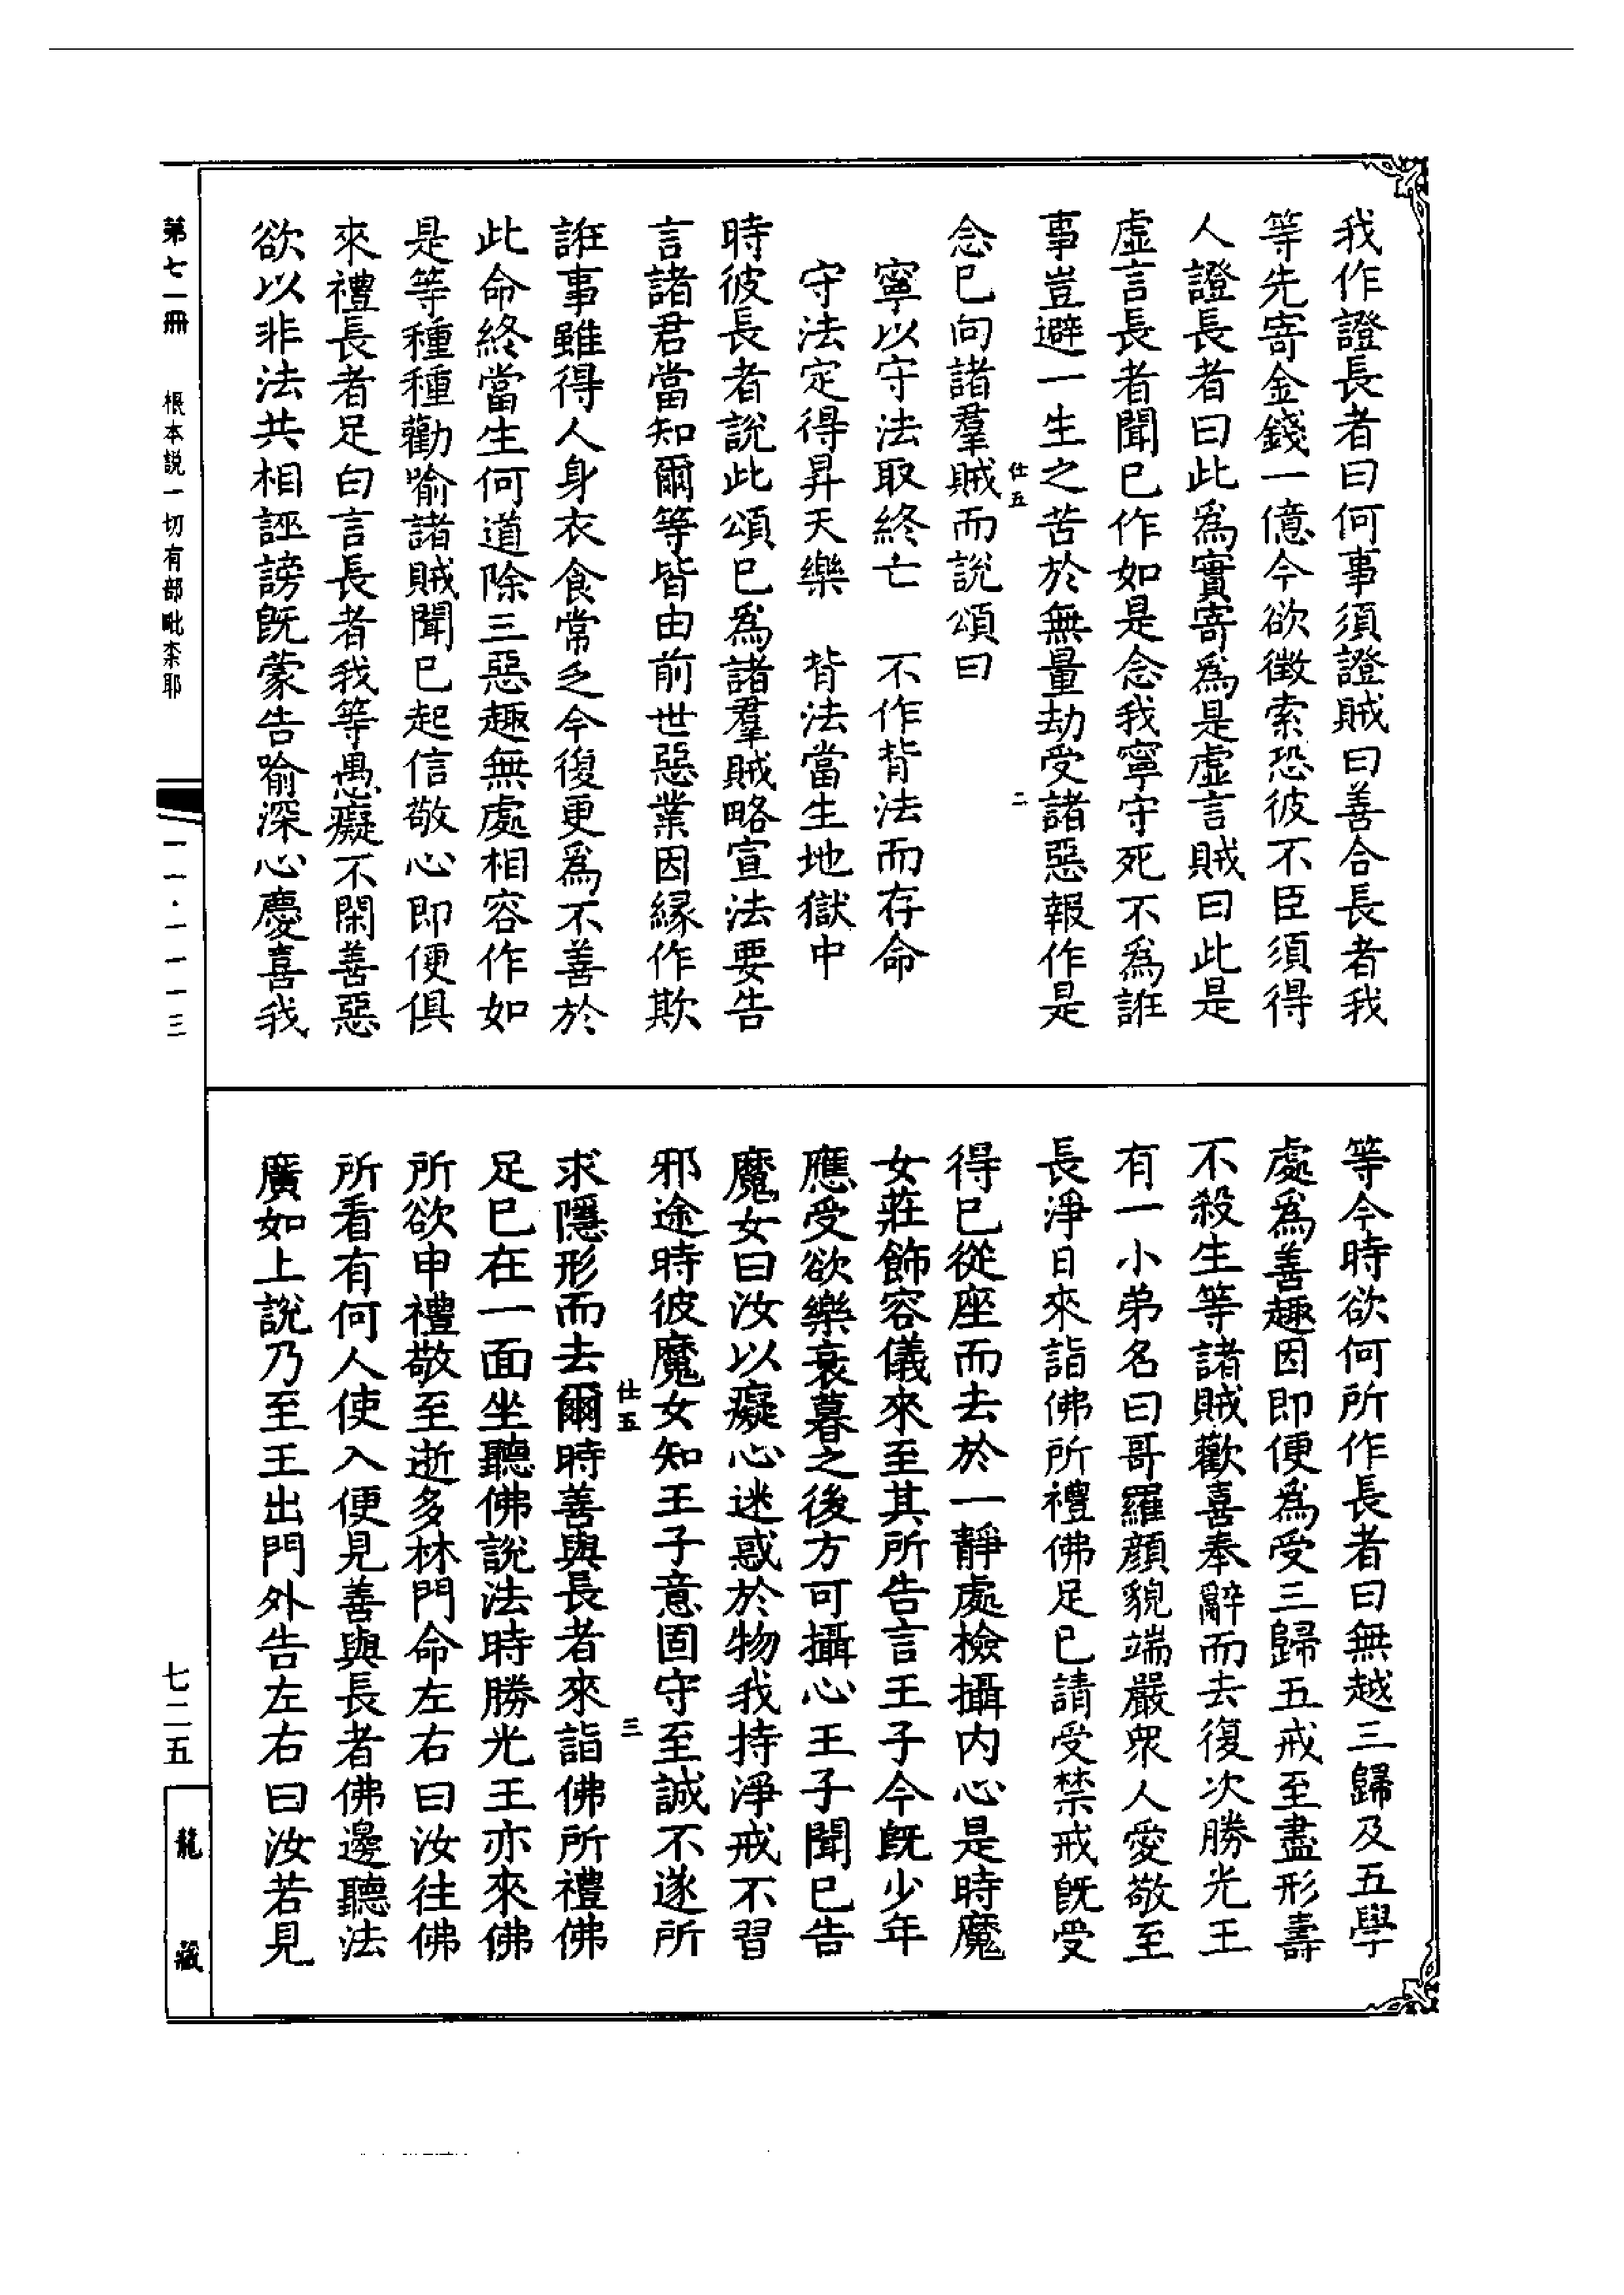 我作證長者曰何事須證賊曰善合長者我
等先寄金錢一億今欲徵索恐彼不臣須得
人證長者曰此為實寄為是虛言賊曰此是
虛言長者聞已作如是念我寧守死不為誑
事豈避一生之苦於無量劫受諸惡報作是
仕五
二
念已向諸羣賊而說頌曰
寧以守法取終亡　不作背法而存命
守法定得昇天樂　背法當生地獄中
時彼長者說此頌已為諸羣賊略宣法要告
言諸君當知爾等皆由前世惡業因緣作欺
誑事雖得人身衣食常乏今復更為不善於
此命終當生何道除三惡趣無處相容作如
是等種種勸喻諸賊聞已起信敬心即便俱
來禮長者足白言長者我等愚癡不閑善惡
欲以非法共相誣謗既蒙告喻深心慶喜我
等今時欲何所作長者曰無越三歸及五學
處為善趣因即便為受三歸五戒至盡形壽
不殺生等諸賊歡喜奉辭而去復次勝光王
有一小弟名曰哥羅顏貌端嚴眾人愛敬至
長淨日來詣佛所禮佛足已請受禁戒既受
得已從座而去於一靜處檢攝內心是時魔
女莊飾容儀來至其所告言王子今既少年
應受欲樂衰暮之後方可攝心王子聞已告
魔女曰汝以癡心迷惑於物我持淨戒不習
邪途時彼魔女知王子意固守至誠不遂所
仕五
三
求隱形而去爾時善與長者來詣佛所禮佛
足已在一面坐聽佛說法時勝光王亦來佛
所欲申禮敬至逝多林門命左右曰汝往佛
所看有何人使入便見善與長者佛邊聽法
廣如上說乃至王出門外告左右曰汝若見
第七一冊　根本說一切有部毗柰耶
一一·一一一三
七二五
龍藏